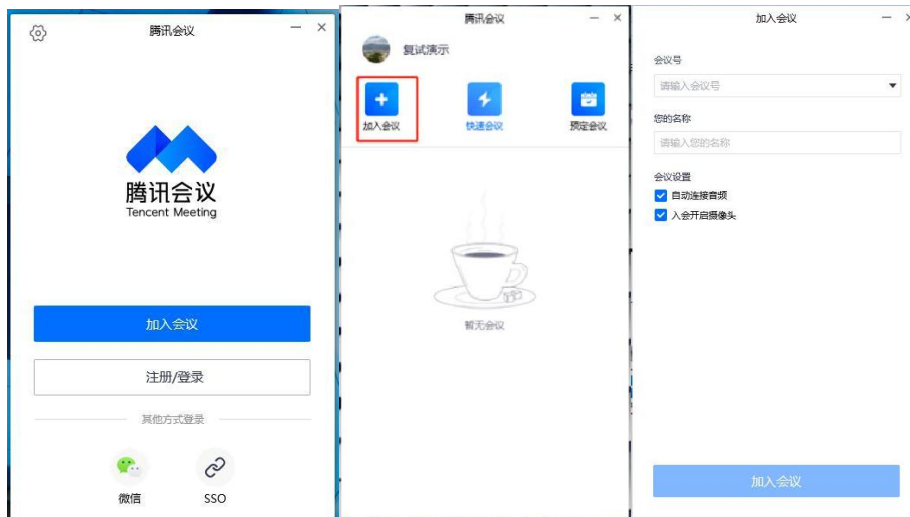 腾讯会议
腾讯会议
Tencent Meeting
加入会议
注册/登录
其他方式登录
微信
SSO
腾讯会议
复试演示
加入会议
快速会议
预定会议
暂无会议
加入会议
会议号
请输入会议号
您的名称
请输入您的名称
会议设置
自动连接音频
入会开启摄像头
加入会议